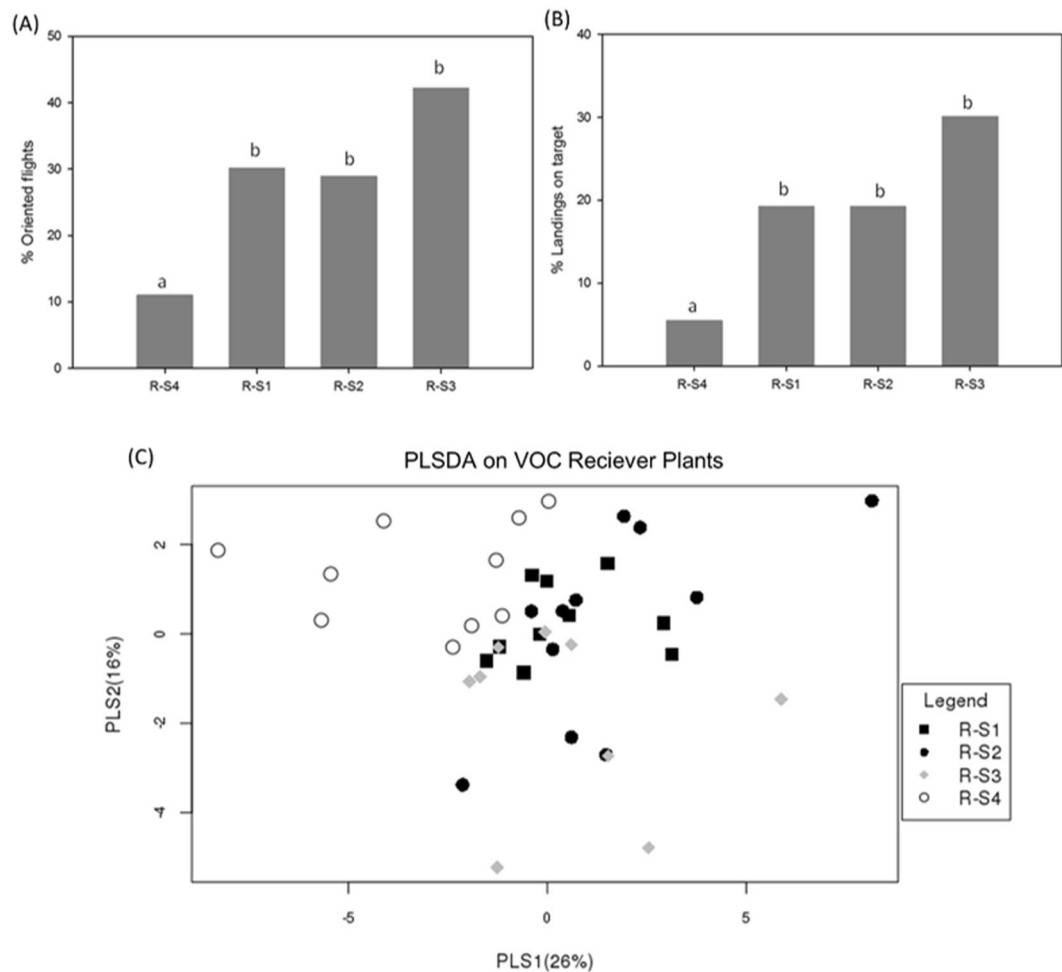 (A)
50
40
30
20
10
0
% Oriented flights
a
b
b
b
R-S4
R-S1
R-S2
R-S3
(B)
40
30
20
10
0
% Landings on target
a
b
b
b
R-S4
R-S1
R-S2
R-S3
(C)
PLSDA on VOC Reciever Plants
2
0
-2
-4
PLS2(16%)
-5
0
5
PLS1(26%)
Legend
R-S1
R-S2
R-S3
R-S4